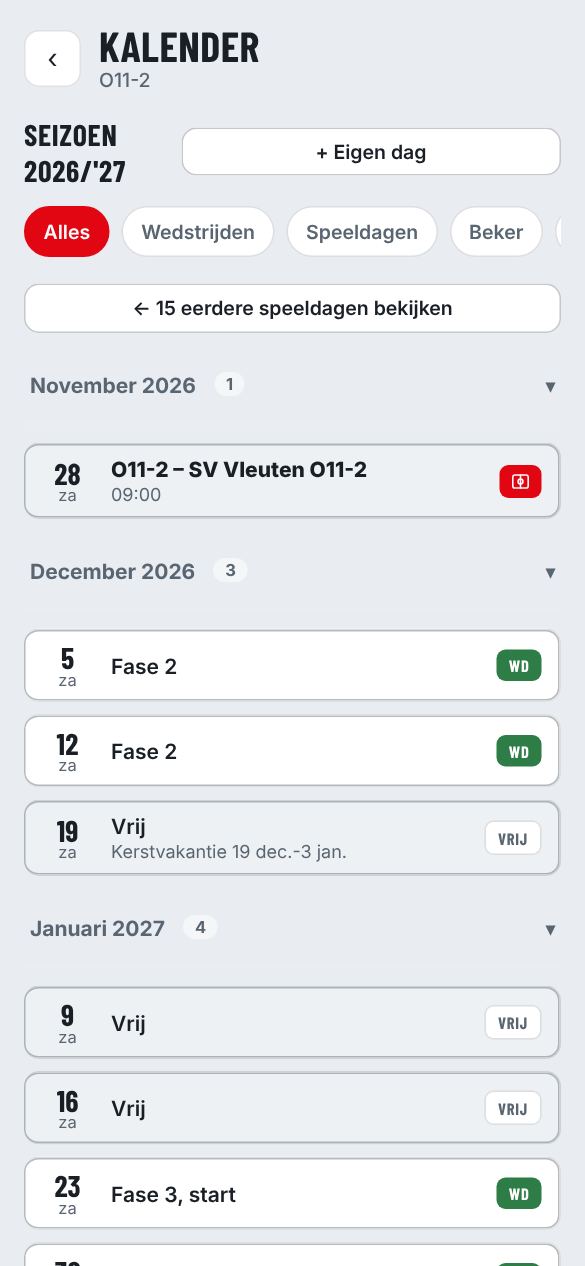 ‹
KALENDER
O11-2
SEIZOEN
2026/'27
+ Eigen dag
Alles
Wedstrijden
Speeldagen
Beker
← 15 eerdere speeldagen bekijken
November 2026 1 ▼
28
za
O11-2 – SV Vleuten O11-2
09:00
December 2026 3 ▼
5
za
Fase 2
WD
12
za
Fase 2
WD
19
za
Vrij
Kerstvakantie 19 dec.-3 jan.
VRIJ
Januari 2027 4 ▼
9
za
Vrij
VRIJ
16
za
Vrij
VRIJ
23
za
Fase 3, start
WD